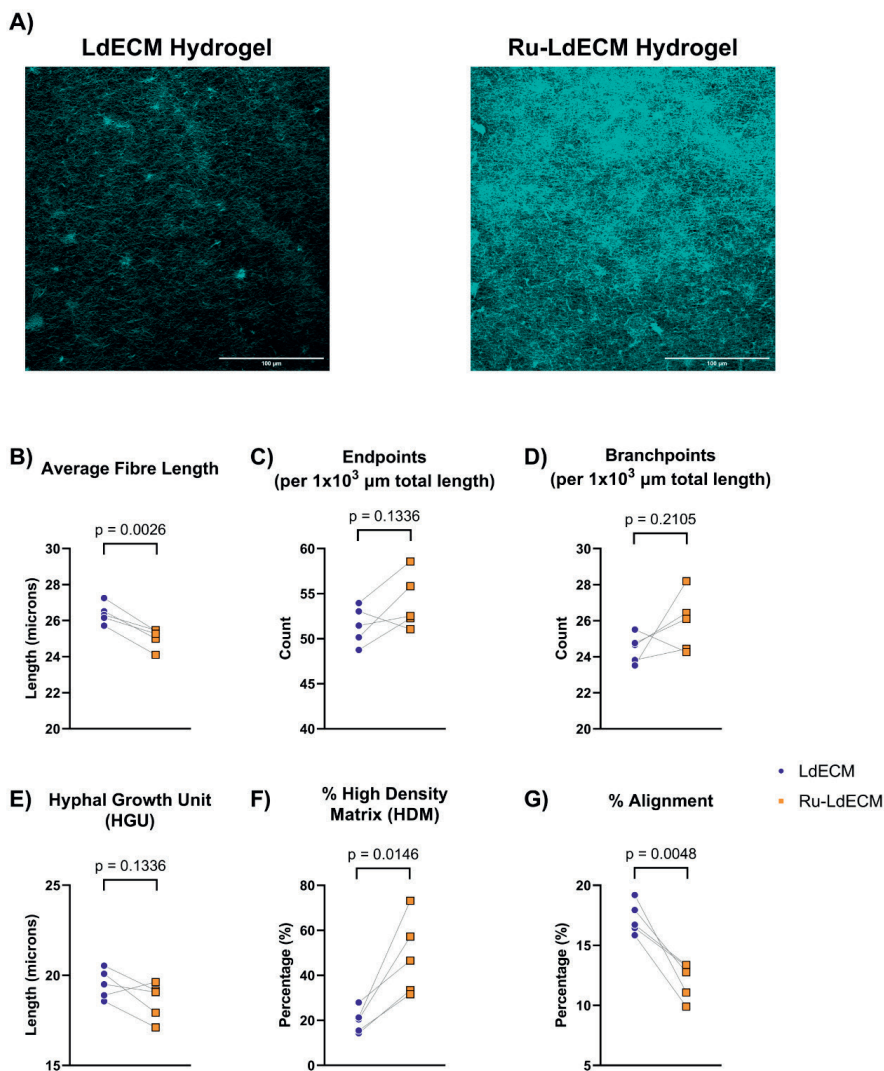 A)
LdECM Hydrogel
Ru-LdECM Hydrogel
100 µm
100 µm
B)
Average Fibre Length
p = 0.0026
Length (microns)
30
28
26
24
22
20
C)
Endpoints
(per 1x10³ µm total length)
p = 0.1336
Count
60
55
50
45
40
D)
Branchpoints
(per 1x10³ µm total length)
p = 0.2105
Count
30
28
26
24
22
20
LdECM
Ru-LdECM
E)
Hyphal Growth Unit
(HGU)
p = 0.1336
Length (microns)
25
20
15
F)
% High Density
Matrix (HDM)
p = 0.0146
Percentage (%)
80
60
40
20
0
G)
% Alignment
p = 0.0048
Percentage (%)
20
15
10
5